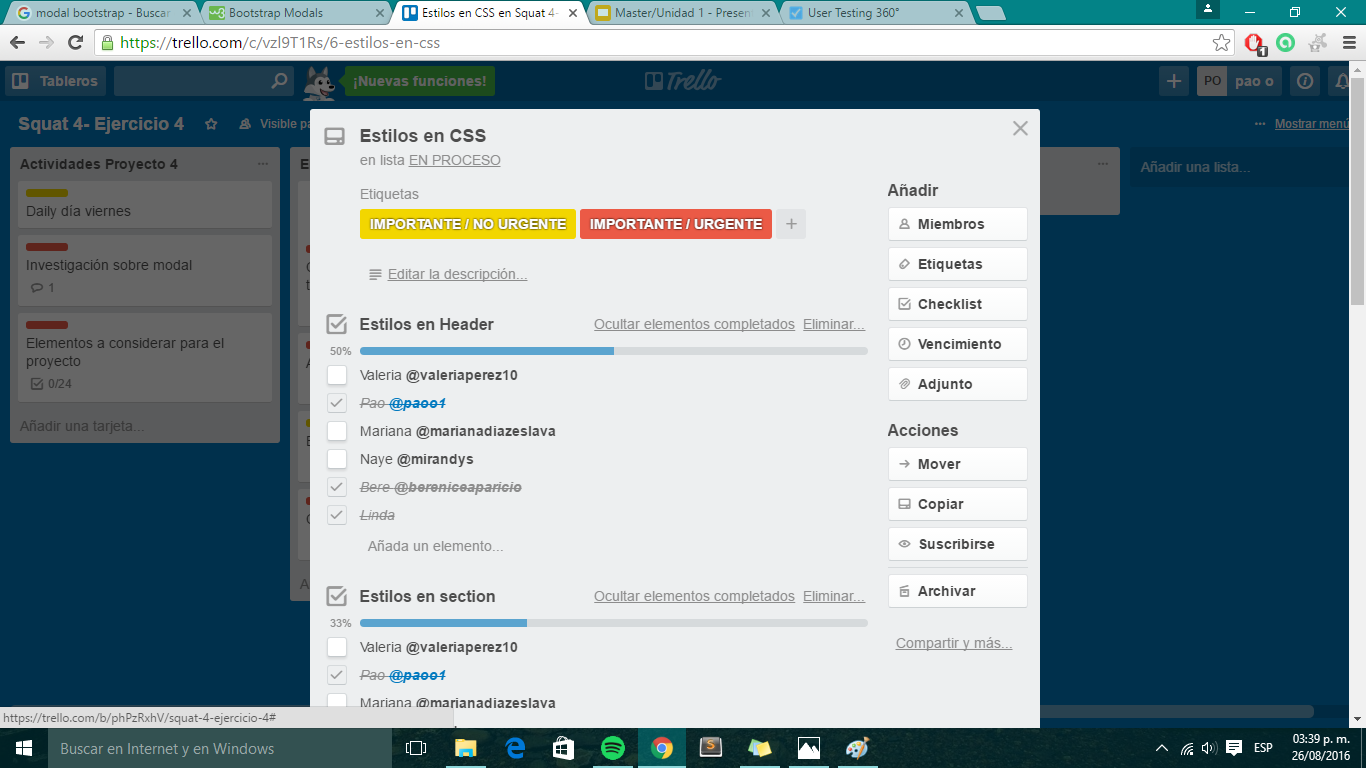 modal bootstrap - Buscar
Bootstrap Modals
Estilos en CSS en Squat 4-
Master/Unidad 1 - Present
User Testing 360°
https://trello.com/c/vzl9T1Rs/6-estilos-en-css
1
Tableros
¡Nuevas funciones!
Trello
PO
pao o
Squat 4- Ejercicio 4
Visible pa
Mostrar menú
Actividades Proyecto 4
Daily día viernes
Investigación sobre modal
1
Elementos a considerar para el
proyecto
0/24
Añadir una tarjeta...
Añadir una lista...
Estilos en CSS
en lista EN PROCESO
Etiquetas
IMPORTANTE / NO URGENTE
IMPORTANTE / URGENTE
+
Editar la descripción...
Estilos en Header
Ocultar elementos completados
Eliminar...
50%
Valeria @valeriaperez10
Pao @paoo1
Mariana @marianadiazeslava
Naye @mirandys
Bere @bereniceaparicio
Linda
Añada un elemento...
Estilos en section
Ocultar elementos completados
Eliminar...
33%
Valeria @valeriaperez10
Pao @paoo1
Mariana @marianadiazeslava
Añadir
Miembros
Etiquetas
Checklist
Vencimiento
Adjunto
Acciones
Mover
Copiar
Suscribirse
Archivar
Compartir y más...
https://trello.com/b/phPzRxhV/squat-4-ejercicio-4#
Buscar en Internet y en Windows
ESP
03:39 p. m.
26/08/2016